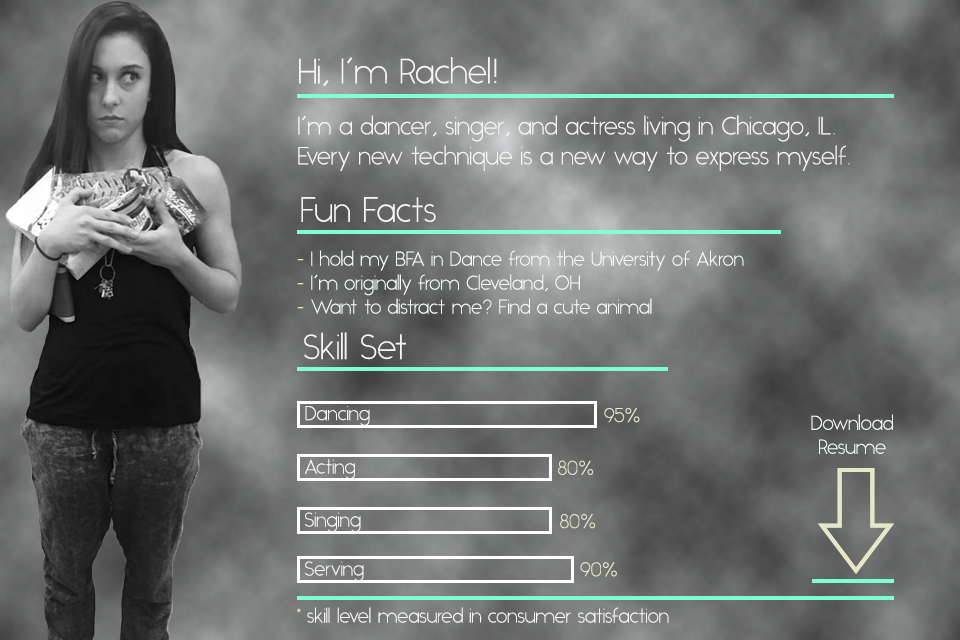 Hi, I'm Rachel!
I'm a dancer, singer, and actress living in Chicago, IL.
Every new technique is a new way to express myself.
Fun Facts
- I hold my BFA in Dance from the University of Akron
- I'm originally from Cleveland, OH
- Want to distract me? Find a cute animal
Skill Set
Dancing 95%
Acting 80%
Singing 80%
Serving 90%
* skill level measured in consumer satisfaction
Download
Resume